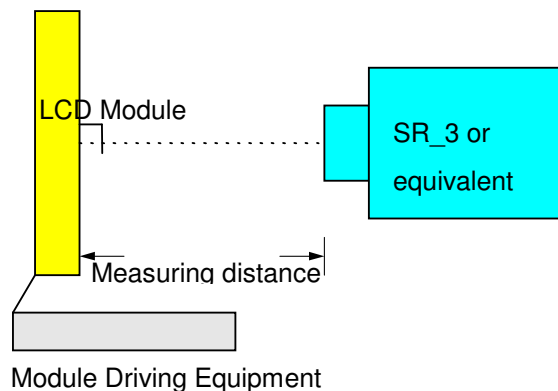 LCD Module
SR_3 or
equivalent
Measuring distance
Module Driving Equipment